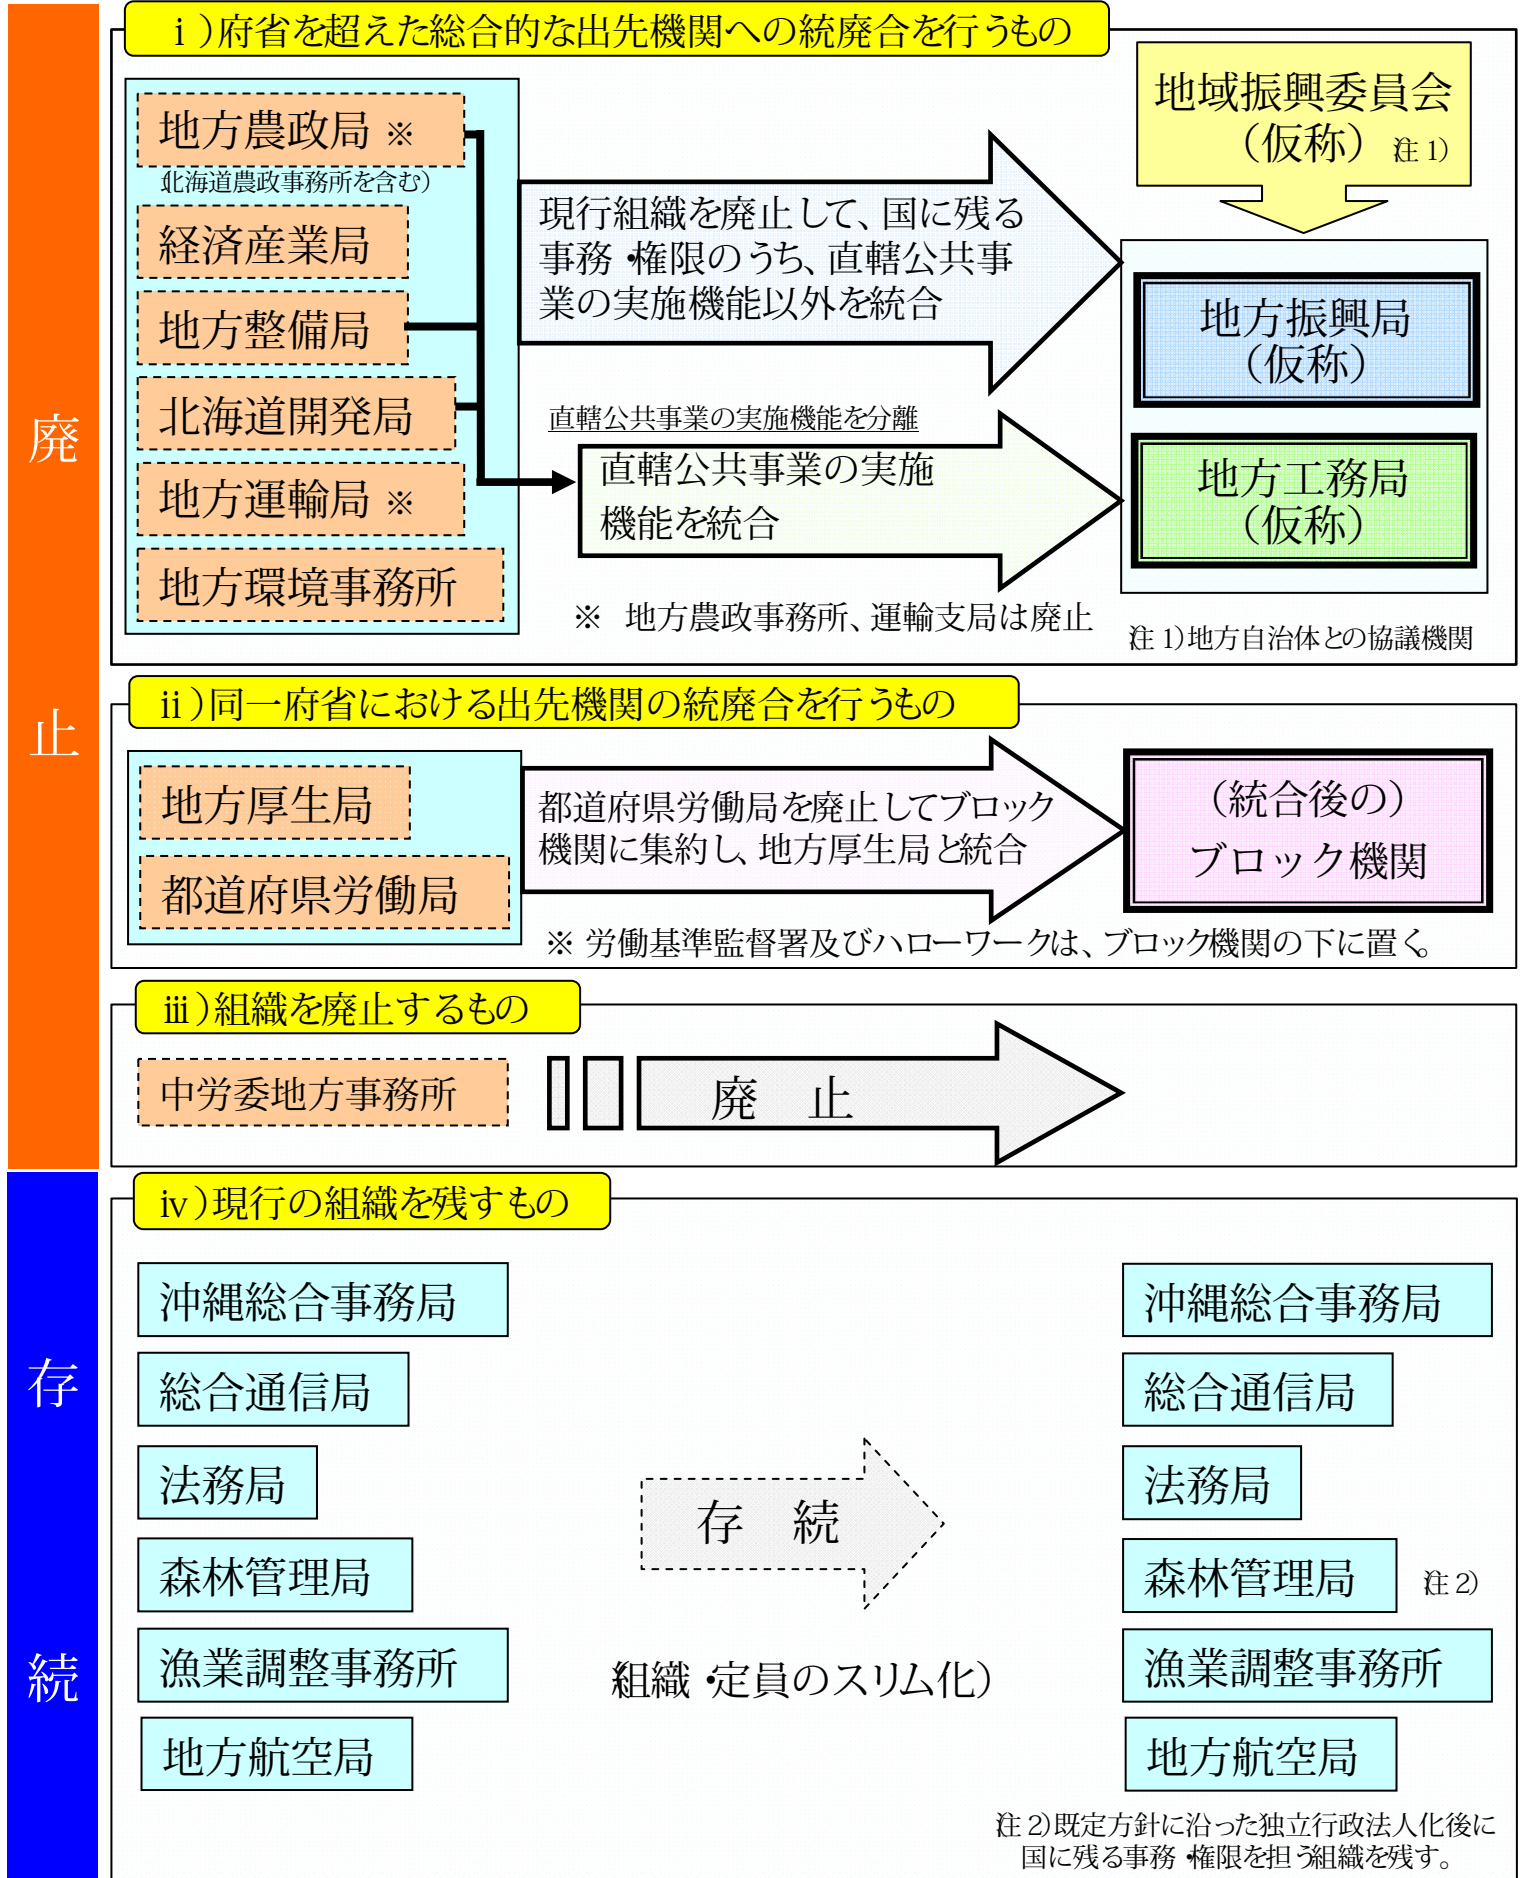 廃
止
ⅰ）府省を超えた総合的な出先機関への統廃合を行うもの
地方農政局 ※
（北海道農政事務所を含む）
経済産業局
地方整備局
北海道開発局
地方運輸局 ※
地方環境事務所
現行組織を廃止して、国に残る
事務・権限のうち、直轄公共事
業の実施機能以外を統合
直轄公共事業の実施機能を分離
直轄公共事業の実施
機能を統合
※　地方農政事務所、運輸支局は廃止
地域振興委員会
（仮称）（注1）
地方振興局
（仮称）
地方工務局
（仮称）
（注1）地方自治体との協議機関
ⅱ）同一府省における出先機関の統廃合を行うもの
地方厚生局
都道府県労働局
都道府県労働局を廃止してブロック
機関に集約し、地方厚生局と統合
（統合後の）
ブロック機関
※ 労働基準監督署及びハローワークは、ブロック機関の下に置く。
ⅲ）組織を廃止するもの
中労委地方事務所
廃　止
存
続
ⅳ）現行の組織を残すもの
沖縄総合事務局
総合通信局
法務局
森林管理局
漁業調整事務所
地方航空局
存　続
（組織・定員のスリム化）
沖縄総合事務局
総合通信局
法務局
森林管理局　（注2）
漁業調整事務所
地方航空局
（注2）既定方針に沿った独立行政法人化後に
国に残る事務・権限を担う組織を残す。